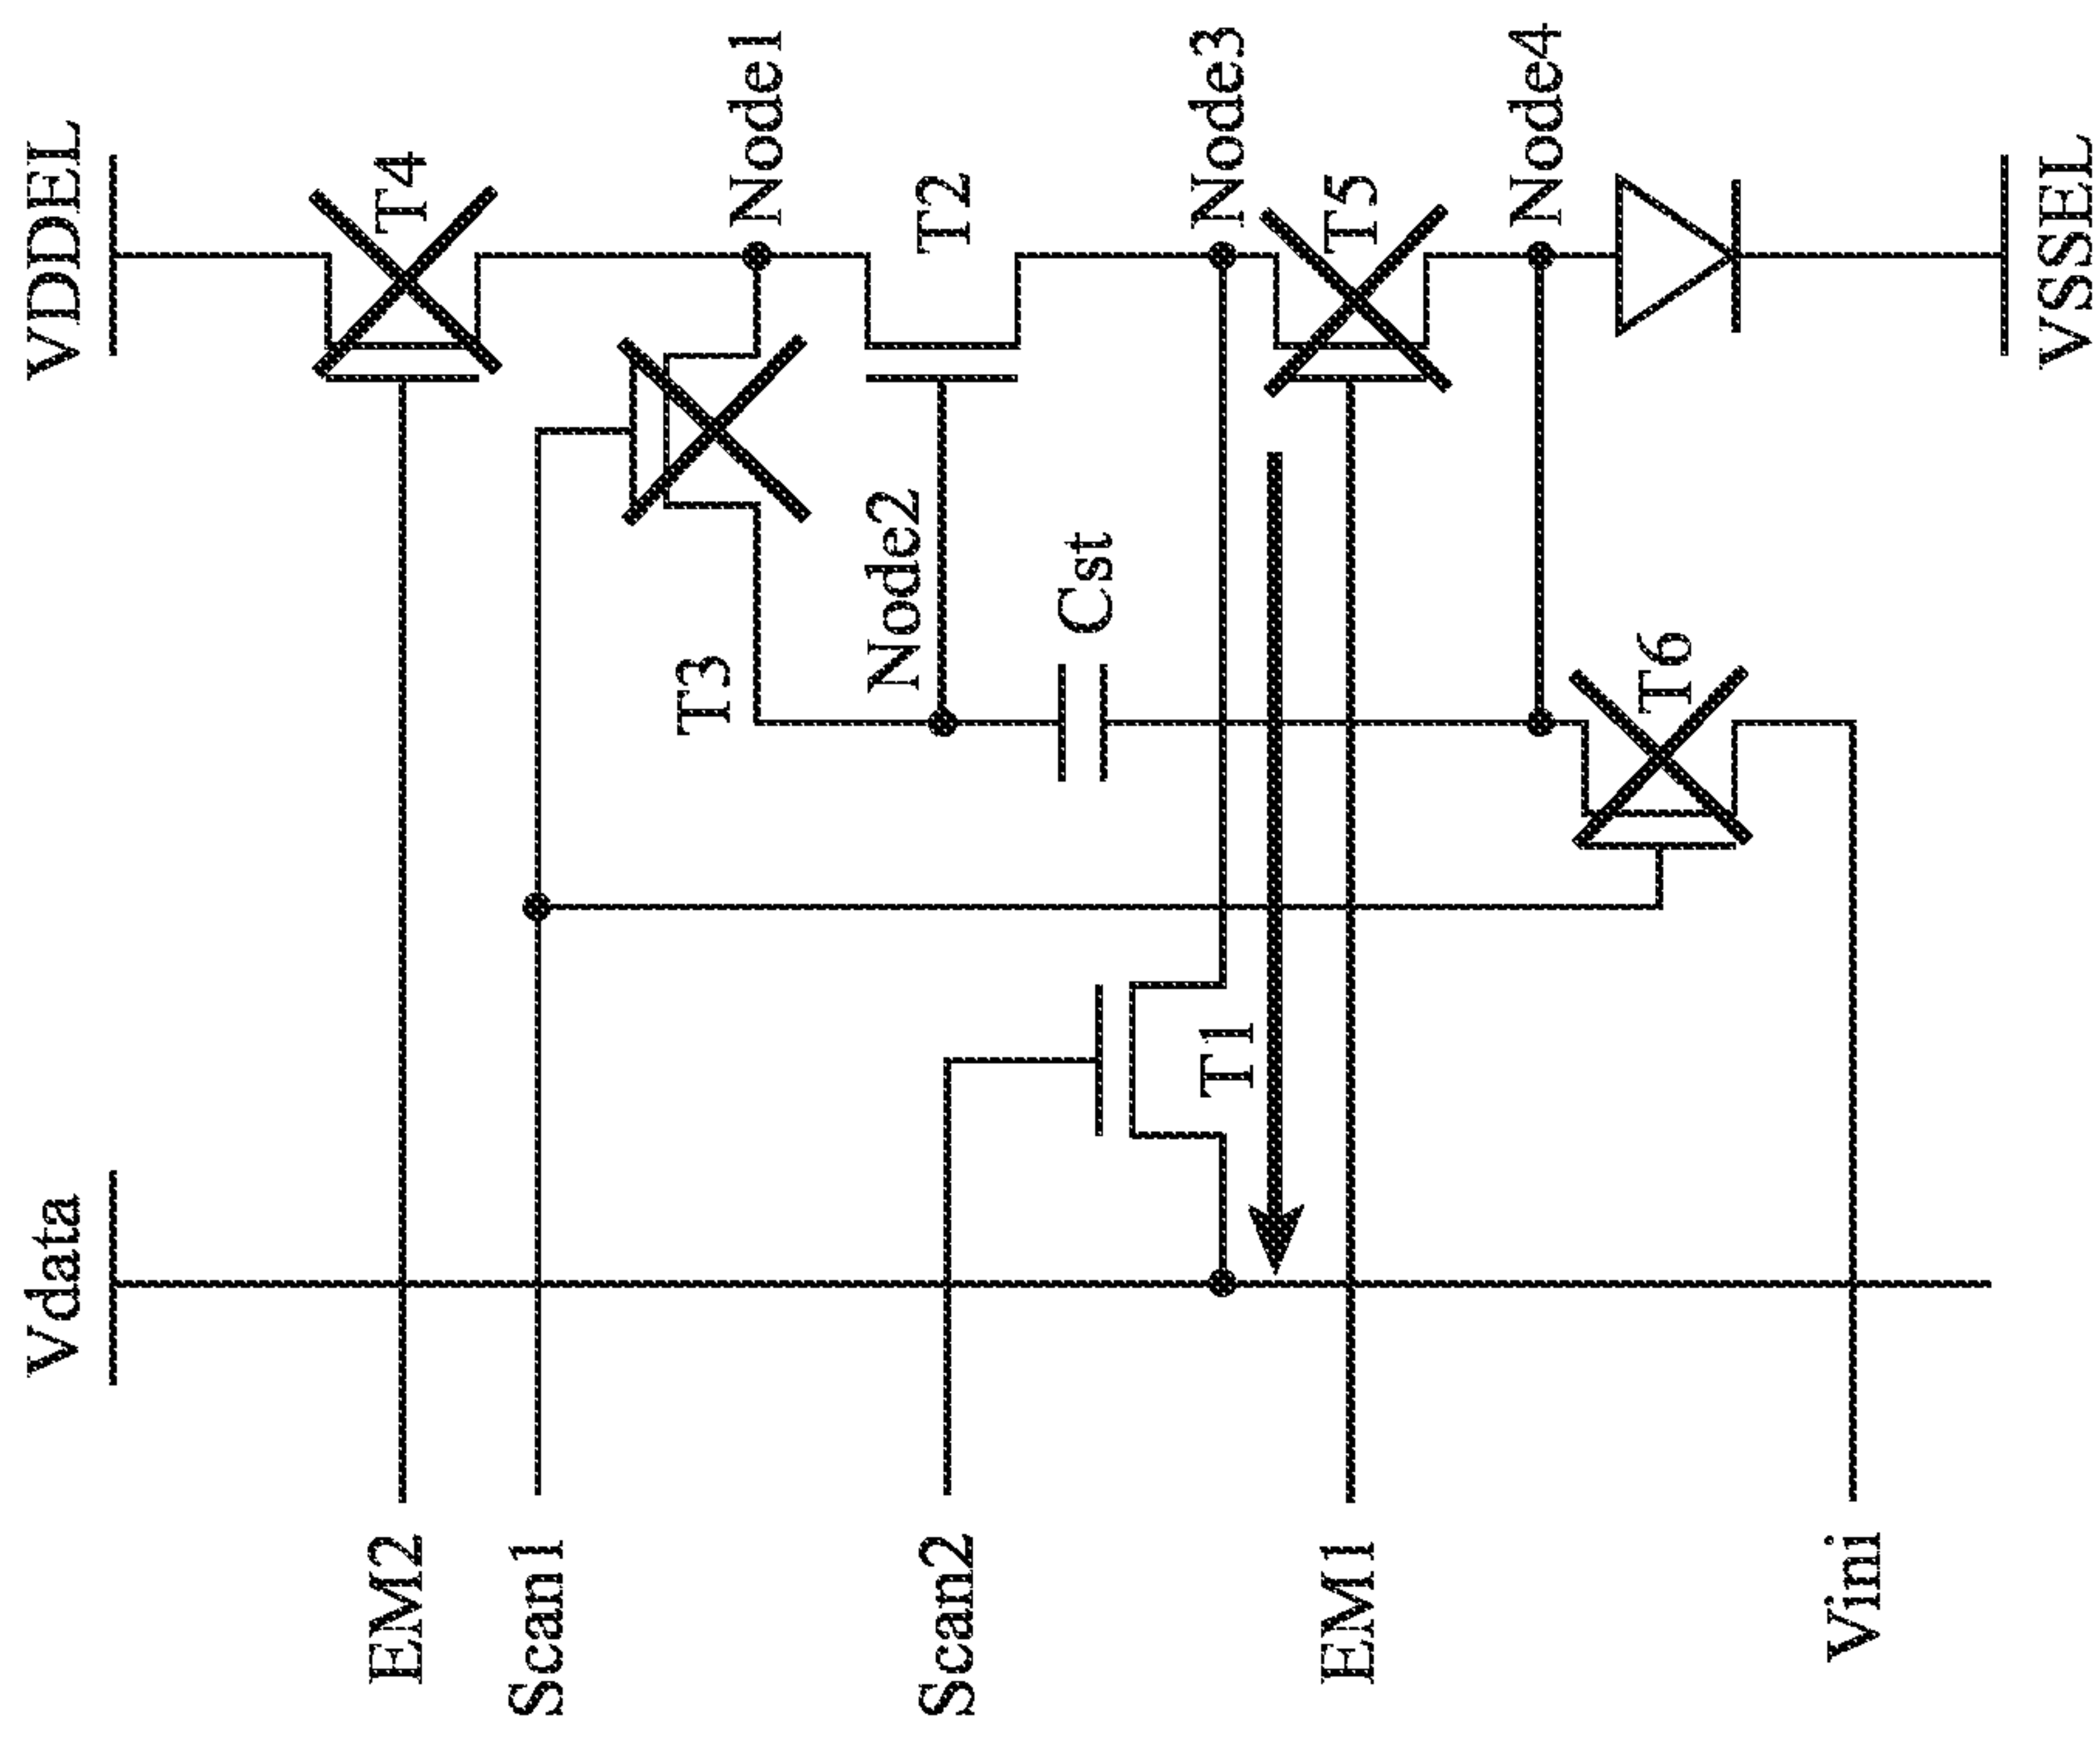 VDDEL
T4
Node1
T2
Node3
T5
Node4
VSSEL
T3
Node2
Cst
T6
T1
Vdata
EM2
Scan1
Scan2
EM1
Vini